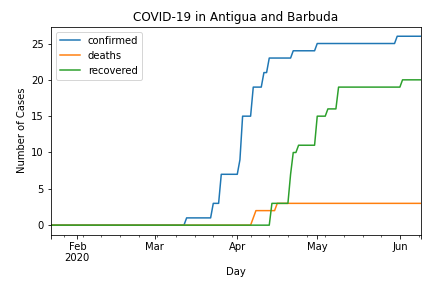 COVID-19 in Antigua and Barbuda
confirmed
deaths
recovered
Number of Cases
25
20
15
10
5
0
Feb Mar Apr May Jun
2020
Day